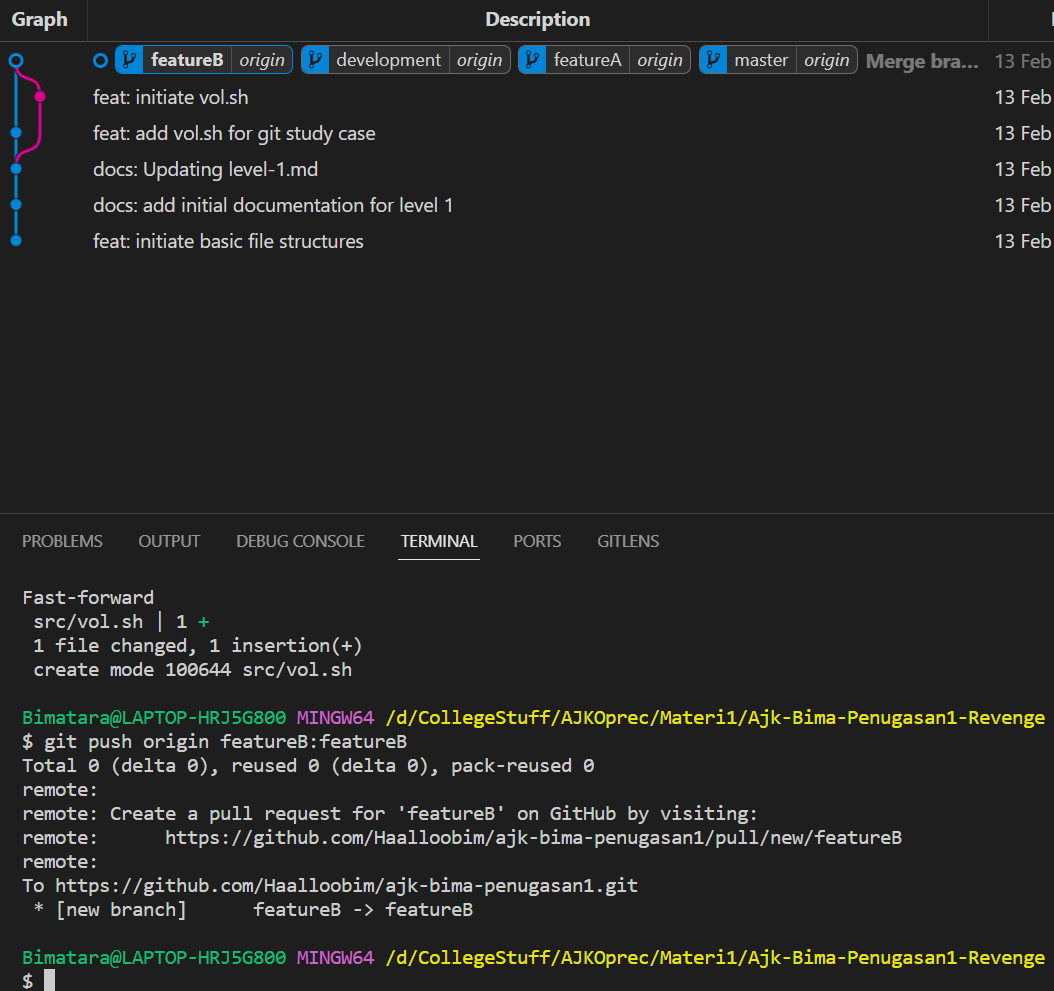 Graph Description
featureB origin development origin featureA origin master origin Merge bra... 13 Feb
feat: initiate vol.sh 13 Feb
feat: add vol.sh for git study case 13 Feb
docs: Updating level-1.md 13 Feb
docs: add initial documentation for level 1 13 Feb
feat: initiate basic file structures 13 Feb
PROBLEMS OUTPUT DEBUG CONSOLE TERMINAL PORTS GITLENS
Fast-forward
src/vol.sh | 1 +
1 file changed, 1 insertion(+)
create mode 100644 src/vol.sh
Bimatara@LAPTOP-HRJ5G800 MINGW64 /d/CollegeStuff/AJKOprec/Materi1/Ajk-Bima-Penugasan1-Revenge
$ git push origin featureB:featureB
Total 0 (delta 0), reused 0 (delta 0), pack-reused 0
remote:
remote: Create a pull request for 'featureB' on GitHub by visiting:
remote: https://github.com/Haalloobim/ajk-bima-penugasan1/pull/new/featureB
remote:
To https://github.com/Haalloobim/ajk-bima-penugasan1.git
* [new branch] featureB -> featureB
Bimatara@LAPTOP-HRJ5G800 MINGW64 /d/CollegeStuff/AJKOprec/Materi1/Ajk-Bima-Penugasan1-Revenge
$